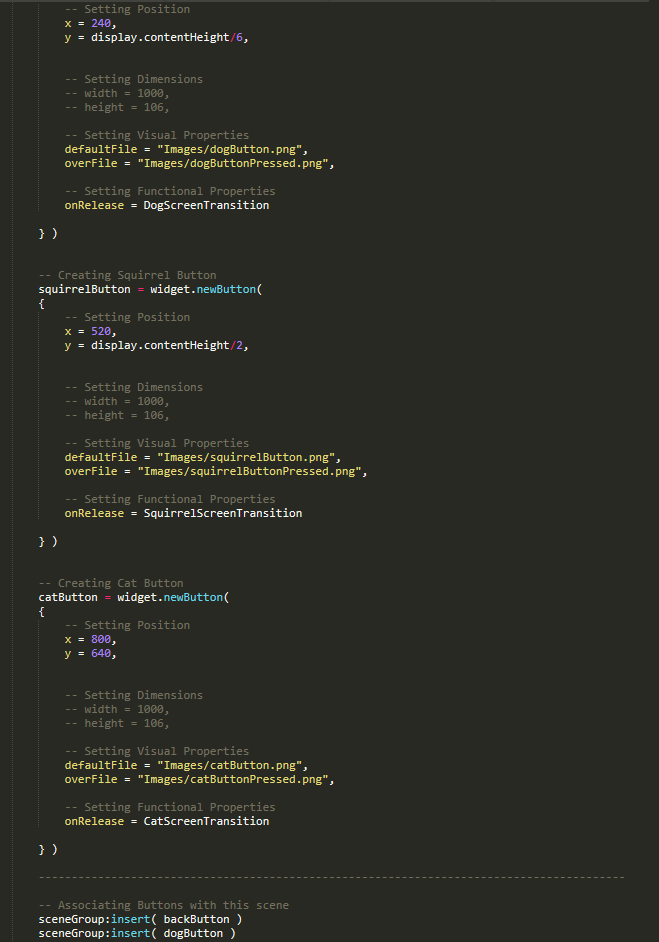 -- Setting Position
x = 240,
y = display.contentHeight/6,
-- Setting Dimensions
-- width = 1000,
-- height = 106,
-- Setting Visual Properties
defaultFile = "Images/dogButton.png",
overFile = "Images/dogButtonPressed.png",
-- Setting Functional Properties
onRelease = DogScreenTransition
} )
-- Creating Squirrel Button
squirrelButton = widget.newButton(
{
-- Setting Position
x = 520,
y = display.contentHeight/2,
-- Setting Dimensions
-- width = 1000,
-- height = 106,
-- Setting Visual Properties
defaultFile = "Images/squirrelButton.png",
overFile = "Images/squirrelButtonPressed.png",
-- Setting Functional Properties
onRelease = SquirrelScreenTransition
} )
-- Creating Cat Button
catButton = widget.newButton(
{
-- Setting Position
x = 800,
y = 640,
-- Setting Dimensions
-- width = 1000,
-- height = 106,
-- Setting Visual Properties
defaultFile = "Images/catButton.png",
overFile = "Images/catButtonPressed.png",
-- Setting Functional Properties
onRelease = CatScreenTransition
} )
-----------------------------------------------------------------------------------------
-- Associating Buttons with this scene
sceneGroup:insert( backButton )
sceneGroup:insert( dogButton )